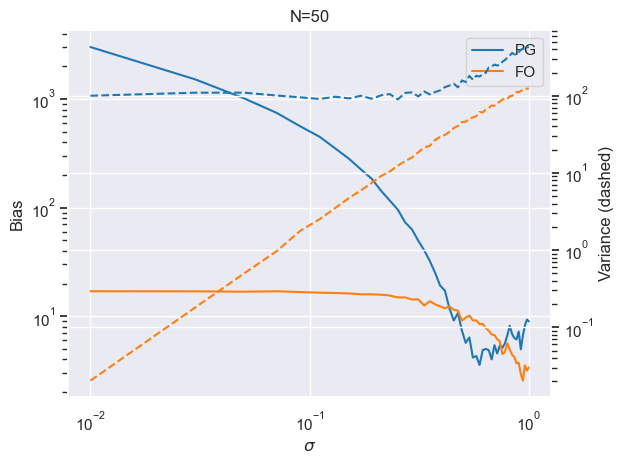 N=50
PG
FO
10³
10²
10¹
Bias
10²
10¹
10⁰
10⁻¹
Variance (dashed)
10⁻²
10⁻¹
10⁰
σ